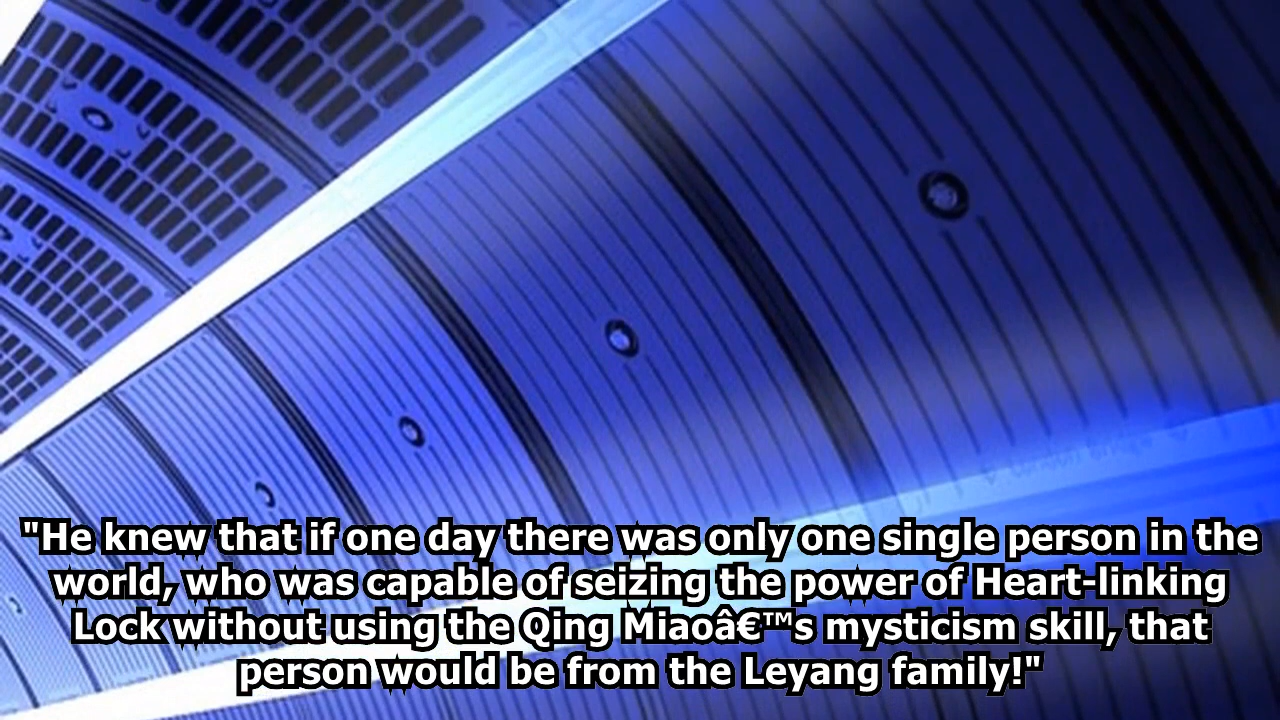 "He knew that if one day there was only one single person in the
world, who was capable of seizing the power of Heart-linking
Lock without using the Qing Miaoâ€™s mysticism skill, that
person would be from the Leyang family!"